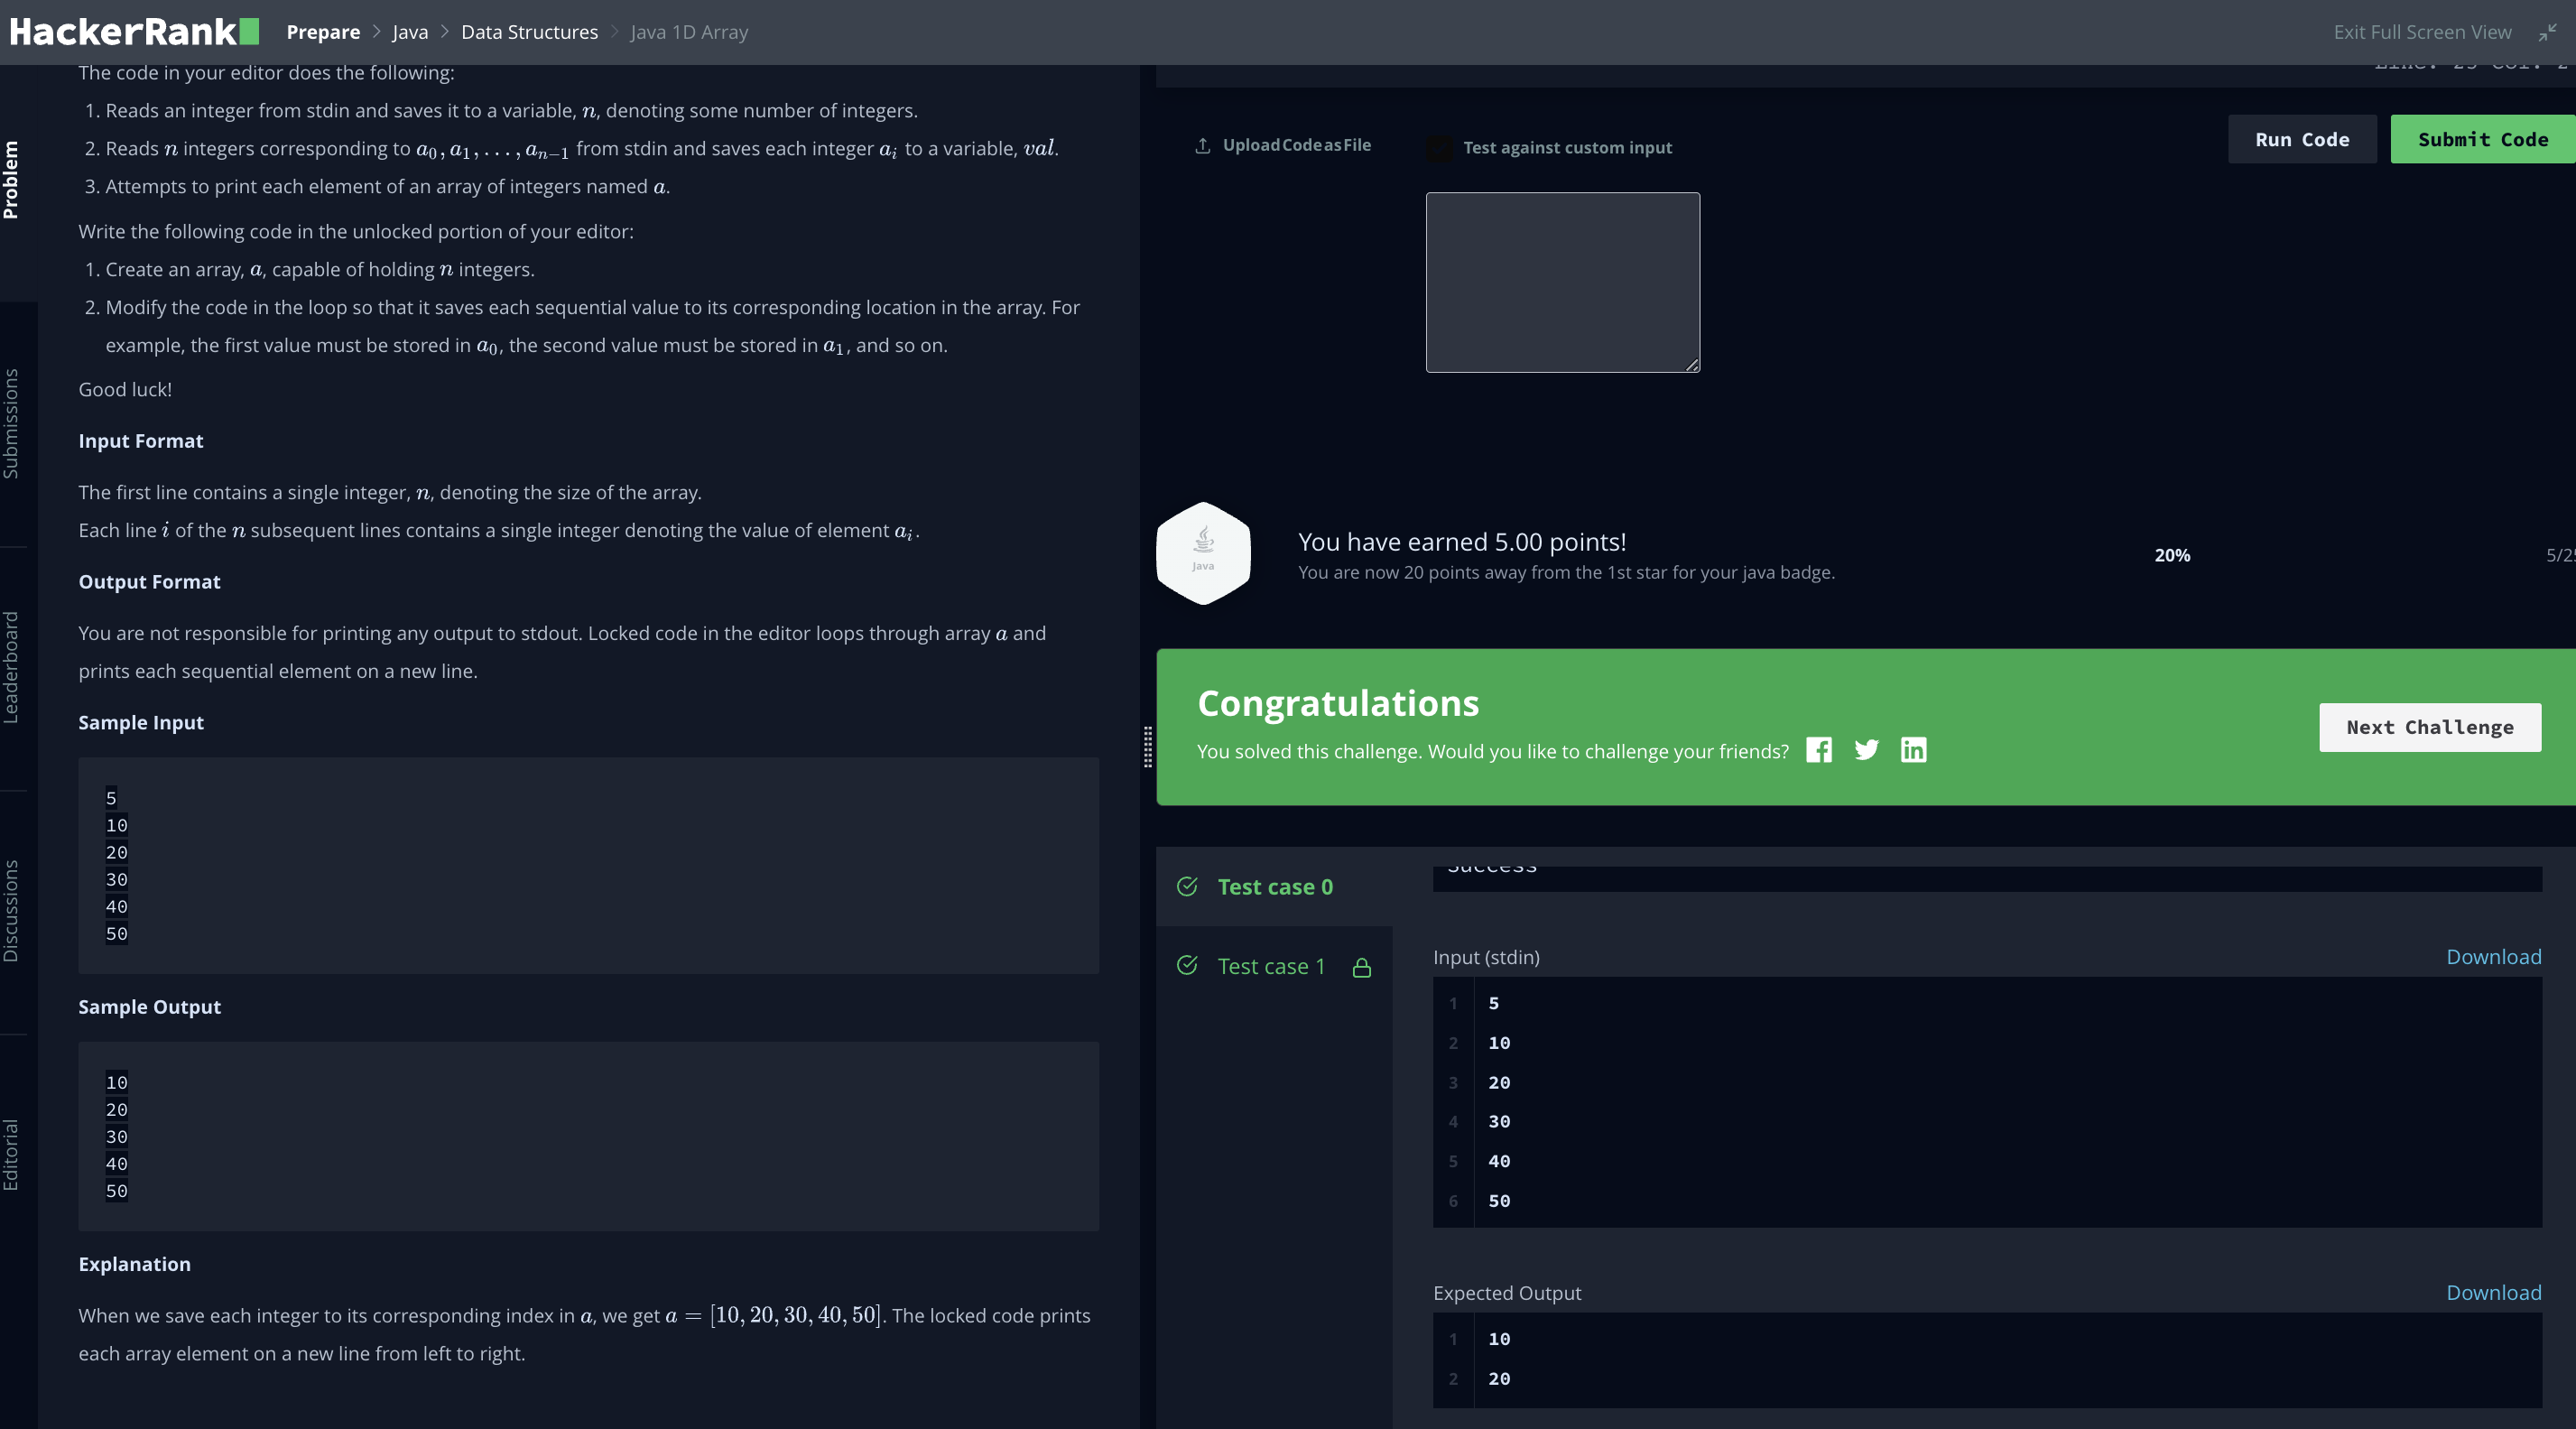 HackerRank
Prepare > Java > Data Structures > Java 1D Array
Exit Full Screen View
Problem
Submissions
Leaderboard
Discussions
Editorial
The code in your editor does the following:
1. Reads an integer from stdin and saves it to a variable, n, denoting some number of integers.
2. Reads n integers corresponding to a₀, a₁, . . . , aₙ₋₁ from stdin and saves each integer aᵢ to a variable, val.
3. Attempts to print each element of an array of integers named a.
Write the following code in the unlocked portion of your editor:
1. Create an array, a, capable of holding n integers.
2. Modify the code in the loop so that it saves each sequential value to its corresponding location in the array. For
example, the first value must be stored in a₀, the second value must be stored in a₁, and so on.
Good luck!
Input Format
The first line contains a single integer, n, denoting the size of the array.
Each line i of the n subsequent lines contains a single integer denoting the value of element aᵢ.
Output Format
You are not responsible for printing any output to stdout. Locked code in the editor loops through array a and
prints each sequential element on a new line.
Sample Input
5
10
20
30
40
50
Sample Output
10
20
30
40
50
Explanation
When we save each integer to its corresponding index in a, we get a = [10, 20, 30, 40, 50]. The locked code prints
each array element on a new line from left to right.
Upload Code as File
Test against custom input
Run Code
Submit Code
Java
You have earned 5.00 points!
You are now 20 points away from the 1st star for your java badge.
20%
Congratulations
You solved this challenge. Would you like to challenge your friends?
Next Challenge
Test case 0
Test case 1
Success
Input (stdin)
Download
1 5
2 10
3 20
4 30
5 40
6 50
Expected Output
Download
1 10
2 20